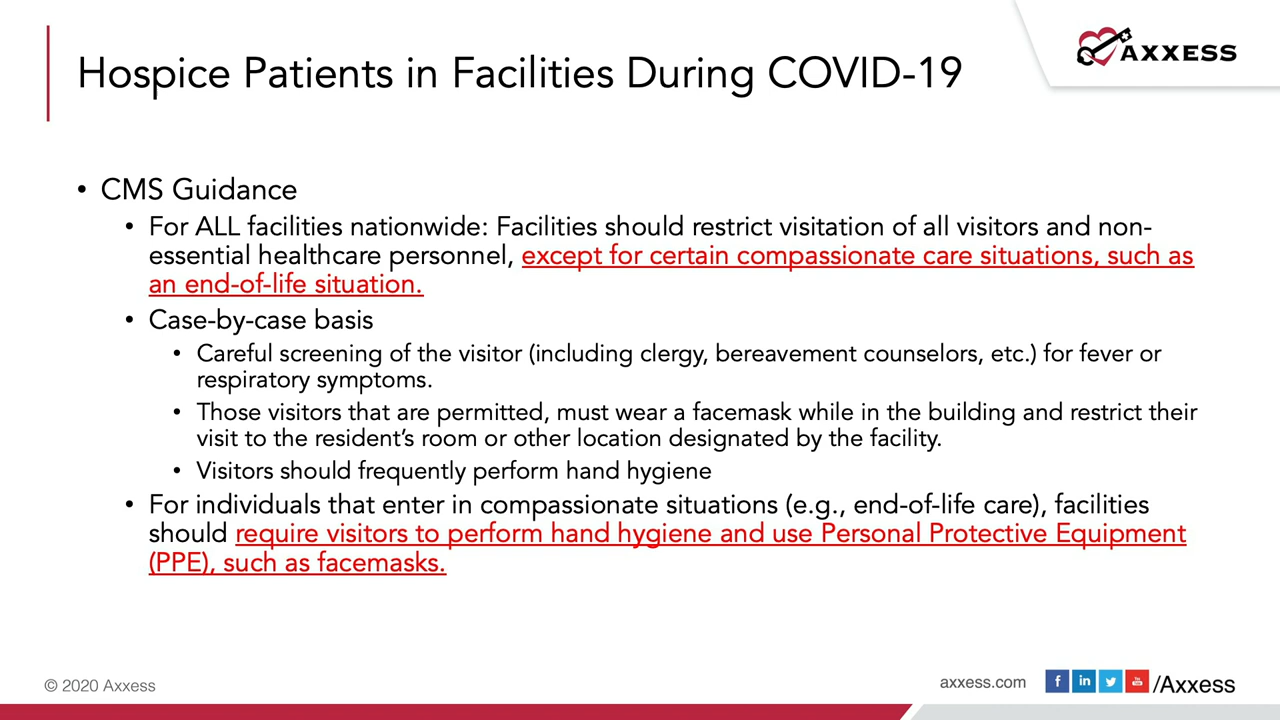 AXXESS
Hospice Patients in Facilities During COVID-19
• CMS Guidance
• For ALL facilities nationwide: Facilities should restrict visitation of all visitors and non-
essential healthcare personnel, except for certain compassionate care situations, such as
an end-of-life situation.
• Case-by-case basis
• Careful screening of the visitor (including clergy, bereavement counselors, etc.) for fever or
respiratory symptoms.
• Those visitors that are permitted, must wear a facemask while in the building and restrict their
visit to the resident’s room or other location designated by the facility.
• Visitors should frequently perform hand hygiene
• For individuals that enter in compassionate situations (e.g., end-of-life care), facilities
should require visitors to perform hand hygiene and use Personal Protective Equipment
(PPE), such as facemasks.
© 2020 Axxess
axxess.com f in You Tube /Axxess